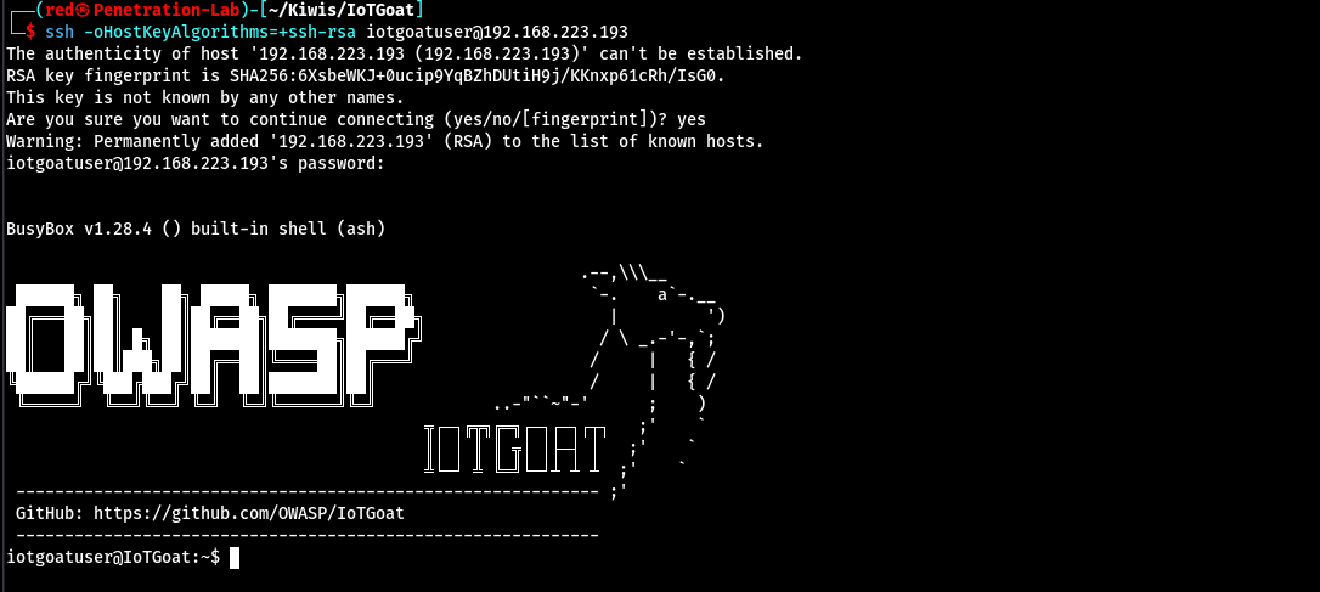 (red㉿Penetration-Lab)-[~/Kiwis/IoTGoat]
$ ssh -oHostKeyAlgorithms=+ssh-rsa iotgoatuser@192.168.223.193
The authenticity of host '192.168.223.193 (192.168.223.193)' can't be established.
RSA key fingerprint is SHA256:6XsbeWKJ+0ucip9YqBZhDUtiH9j/KKnxp61cRh/IsG0.
This key is not known by any other names.
Are you sure you want to continue connecting (yes/no/[fingerprint])? yes
Warning: Permanently added '192.168.223.193' (RSA) to the list of known hosts.
iotgoatuser@192.168.223.193's password:
BusyBox v1.28.4 () built-in shell (ash)
OWASP
IOTGOAT
------------------------------------------------------------
GitHub: https://github.com/OWASP/IoTGoat
------------------------------------------------------------
iotgoatuser@IoTGoat:~$